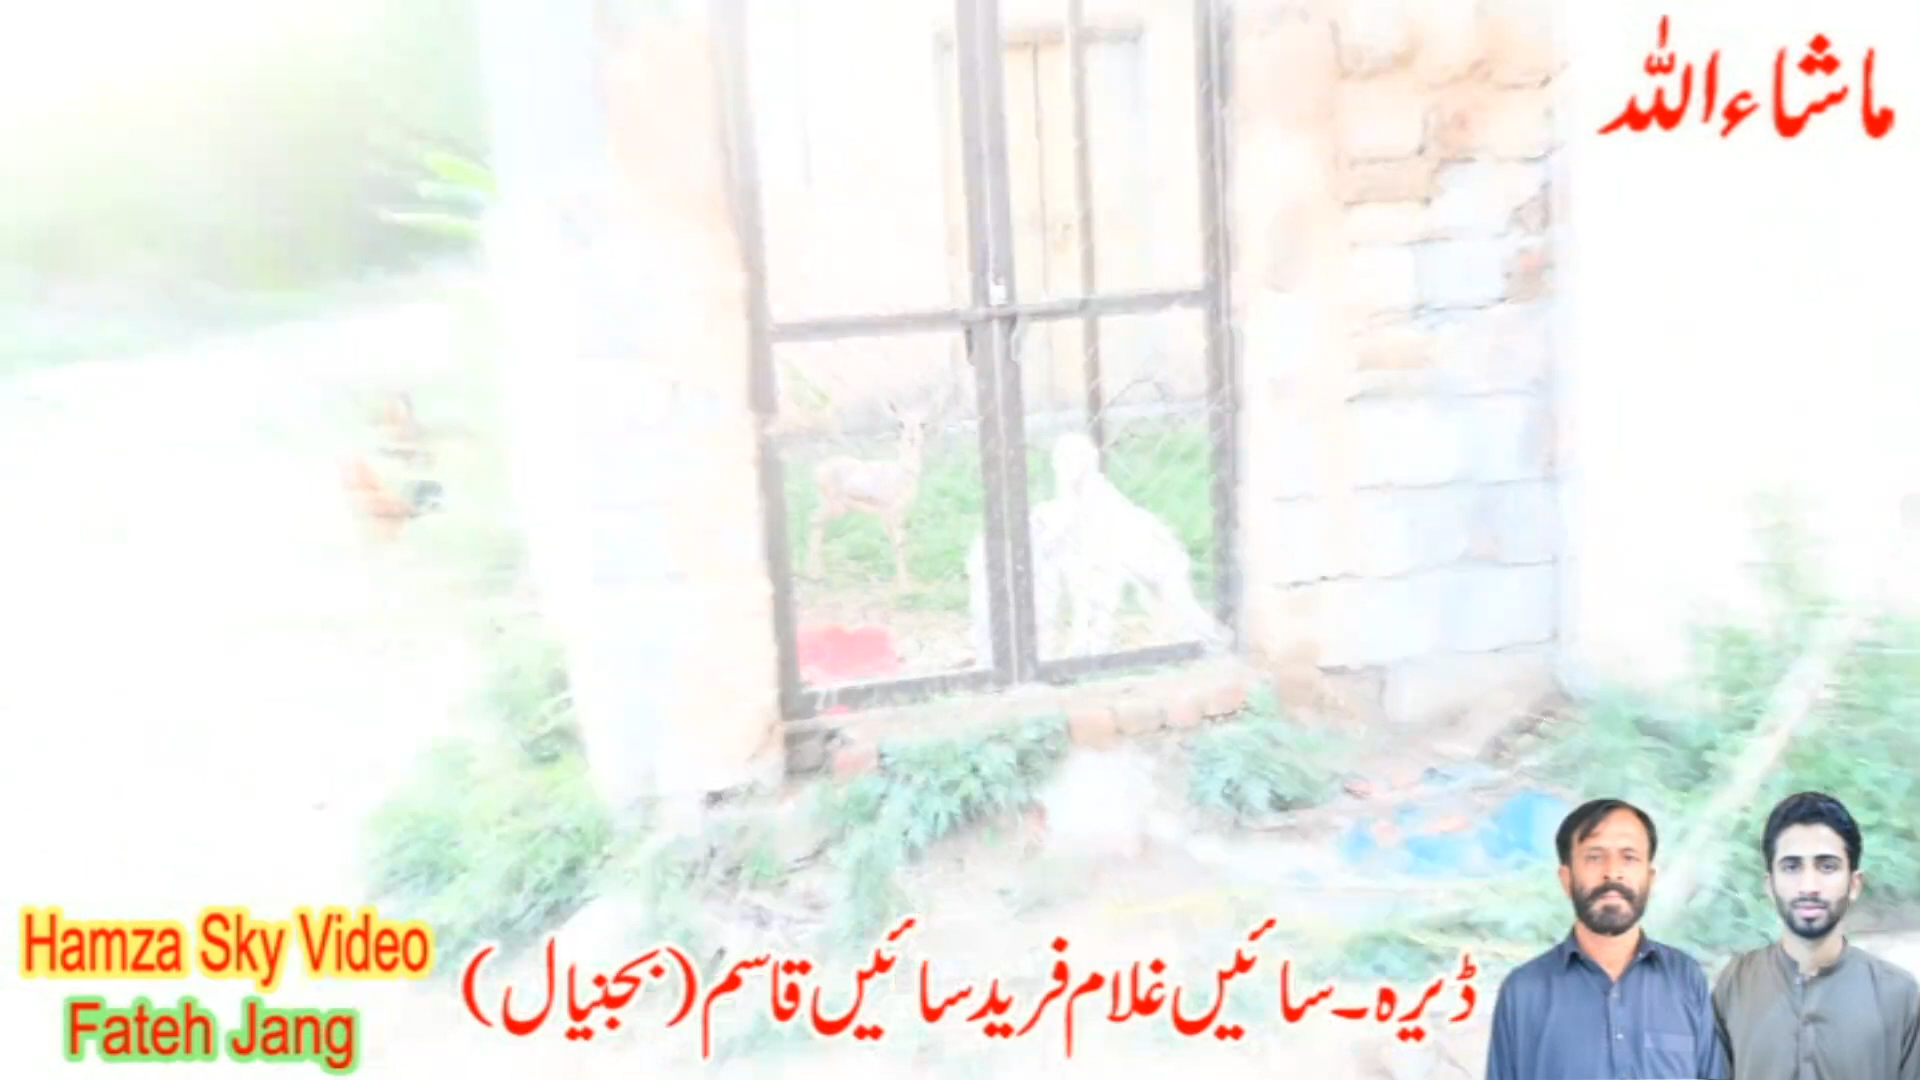 ماشاءاللہ
Hamza Sky Video
Fateh Jang
ڈیرہ۔سائیں غلام فرید سائیں قاسم (بجنیال)